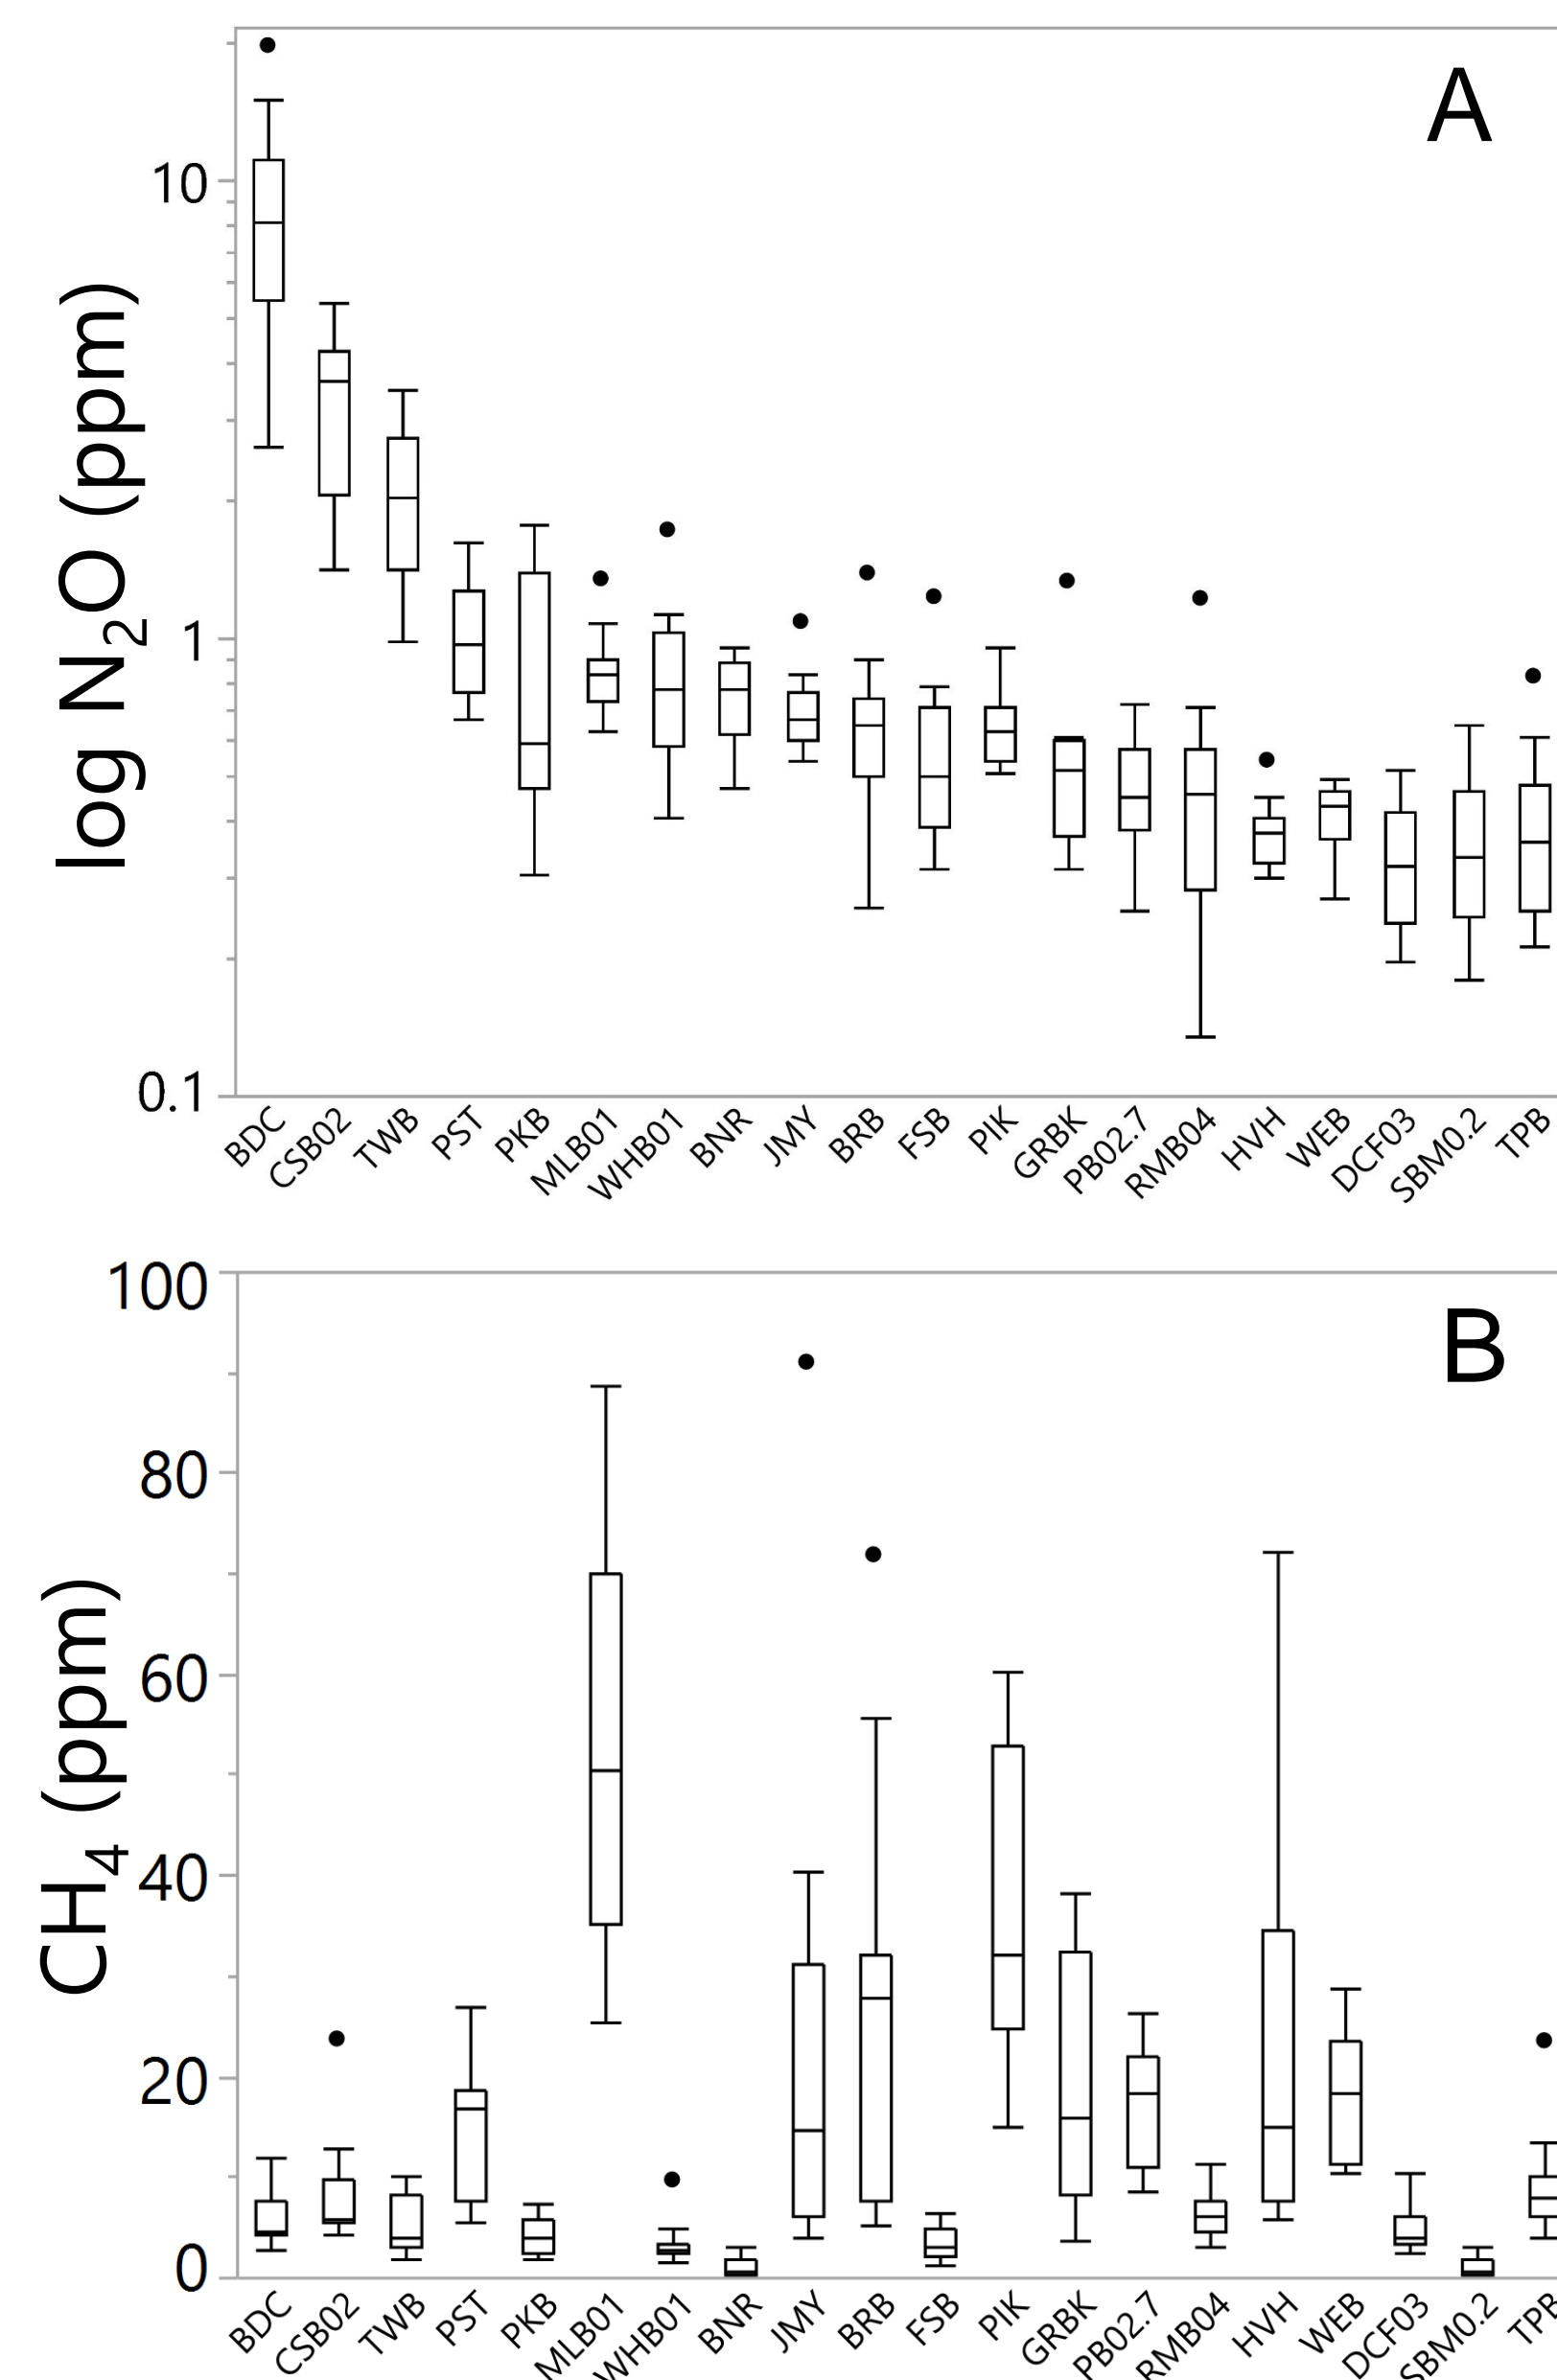 A
10
1
0.1
log N₂O (ppm)
BDC CSB02 TWB PST PKB MLB01 WHB01 BNR JMY BRB FSB PIK GRBK PB02.7 RMB04 HVH WEB DCF03 SBM0.2 TPB
B
100
80
60
40
20
0
CH₄ (ppm)
BDC CSB02 TWB PST PKB MLB01 WHB01 BNR JMY BRB FSB PIK GRBK PB02.7 RMB04 HVH WEB DCF03 SBM0.2 TPB